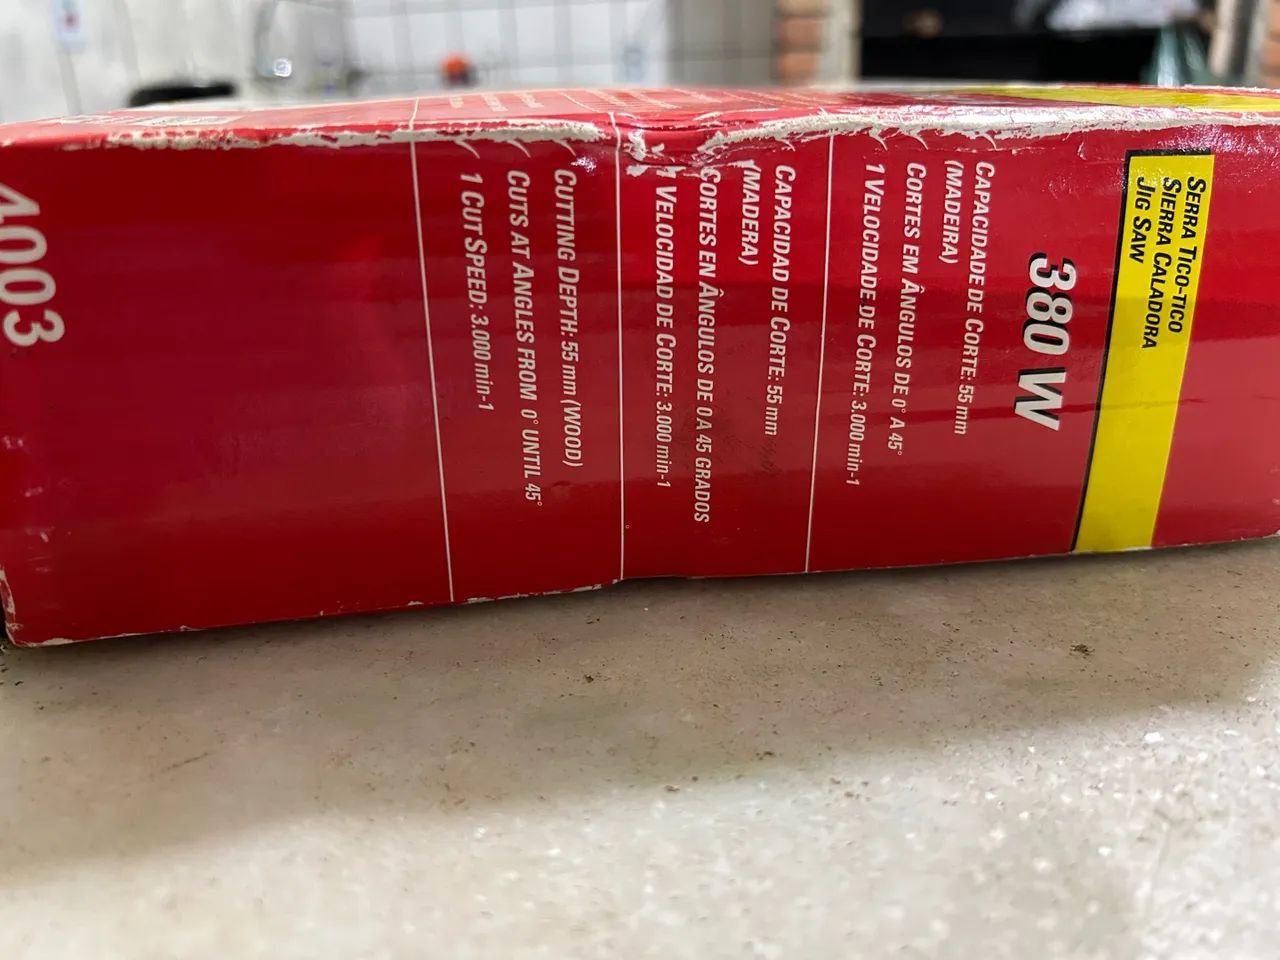 SERRA TICO-TICO
SIERRA CALADORA
JIG SAW
380 W
CAPACIDADE DE CORTE: 55 mm
(MADEIRA)
CORTES EM ÂNGULOS DE 0° A 45°
1 VELOCIDADE DE CORTE: 3.000 min-1
CAPACIDAD DE CORTE: 55 mm
(MADERA)
CORTES EN ÂNGULOS DE 0 A 45 GRADOS
1 VELOCIDAD DE CORTE: 3.000 min-1
CUTTING DEPTH: 55 mm (WOOD)
CUTS AT ANGLES FROM 0° UNTIL 45°
1 CUT SPEED: 3.000 min-1
4003